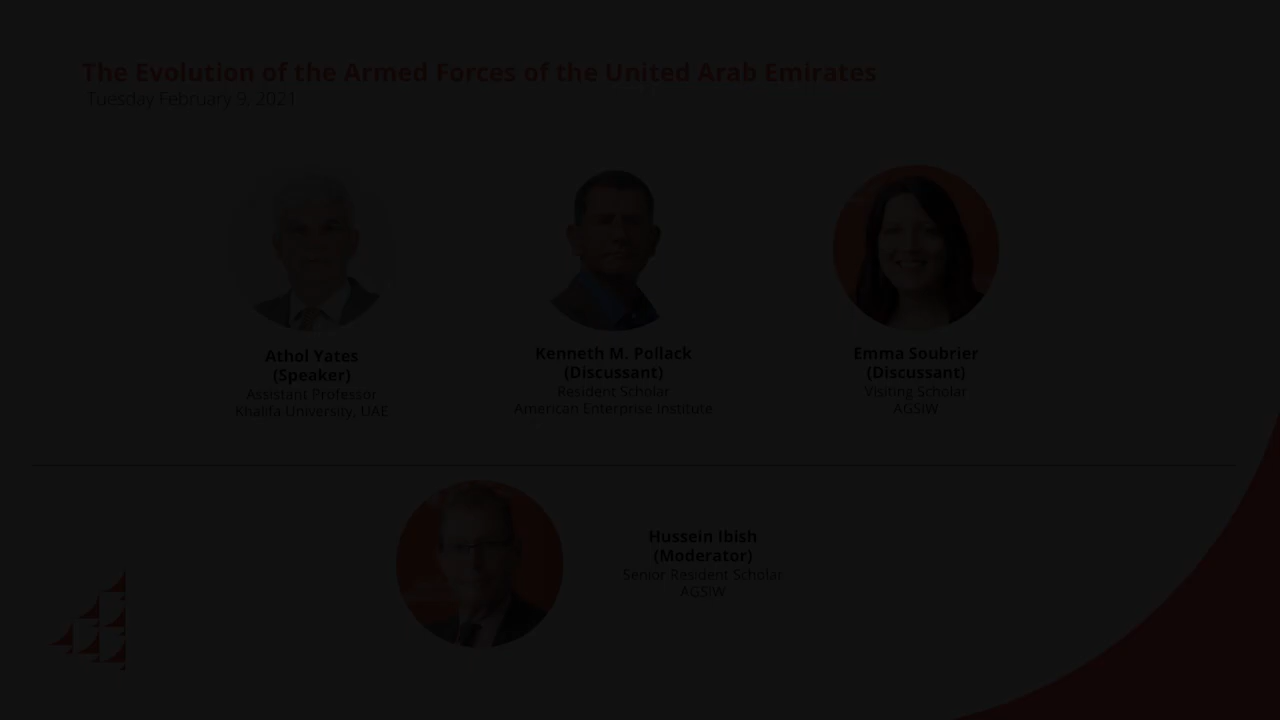 The Evolution of the Armed Forces of the United Arab Emirates
Tuesday February 9, 2021
Athol Yates
(Speaker)
Assistant Professor
Khalifa University, UAE
Kenneth M. Pollack
(Discussant)
Resident Scholar
American Enterprise Institute
Emma Soubrier
(Discussant)
Visiting Scholar
AGSIW
Hussein Ibish
(Moderator)
Senior Resident Scholar
AGSIW